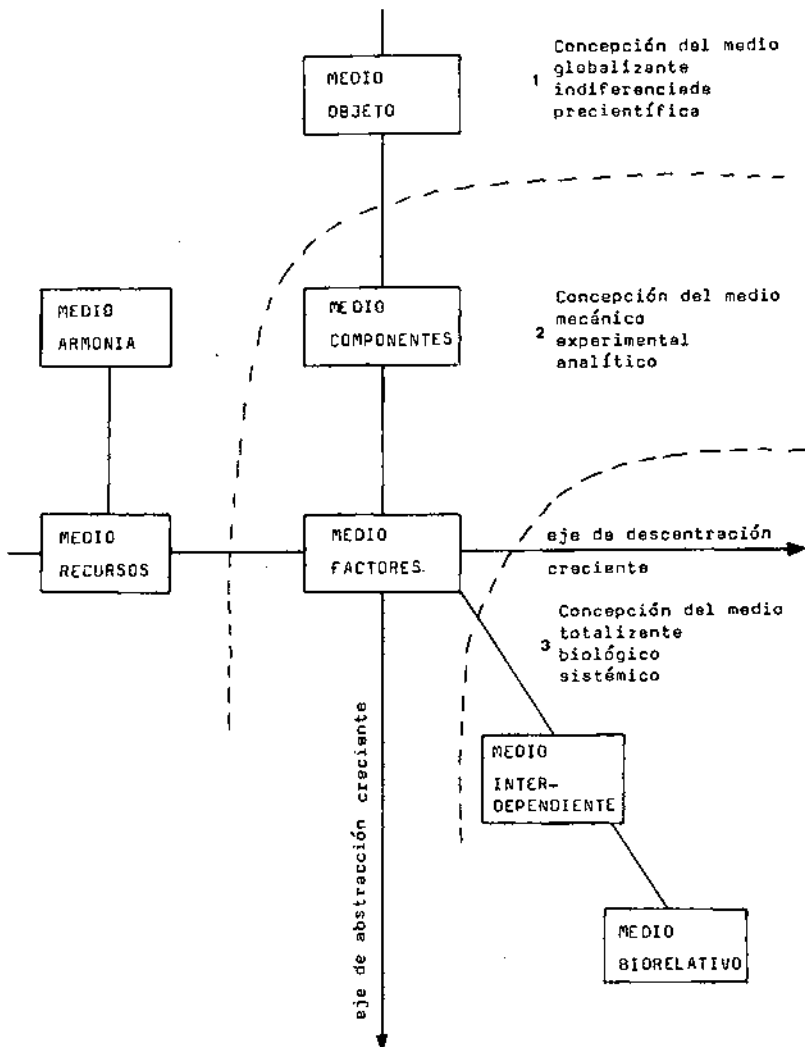 MEDIO
OBJETO
1
Concepción del medio
globalizante
indiferenciada
precientífica
MEDIO
ARMONIA
MEDIO
COMPONENTES
2
Concepción del medio
mecánico
experimental
analítico
MEDIO
RECURSOS
MEDIO
FACTORES.
eje de descentración
creciente
3
Concepción del medio
totalizante
biológico
sistémico
eje de abstracción creciente
MEDIO
INTER-
DEPENDIENTE
MEDIO
BIORELATIVO